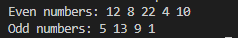 Even numbers: 12 8 22 4 10
Odd numbers: 5 13 9 1